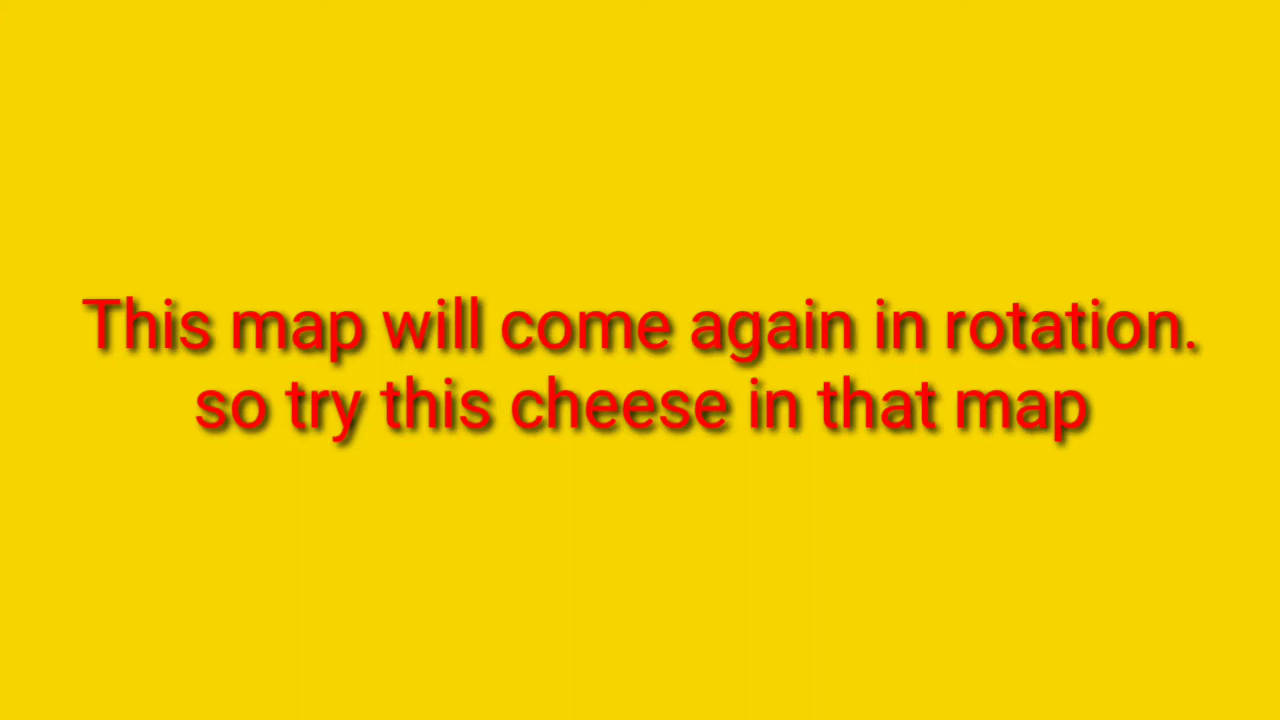 This map will come again in rotation.
so try this cheese in that map